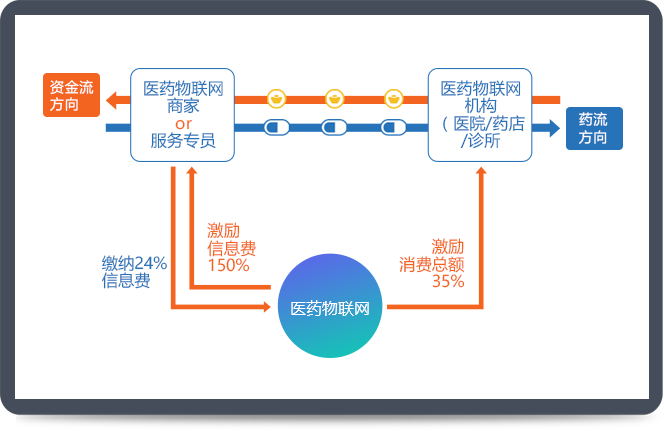 资金流
方向
医药物联网
商家
or
服务专员
医药物联网
机构
( 医院/药店
/诊所
药流
方向
缴纳24%
信息费
激励
信息费
150%
激励
消费总额
35%
医药物联网